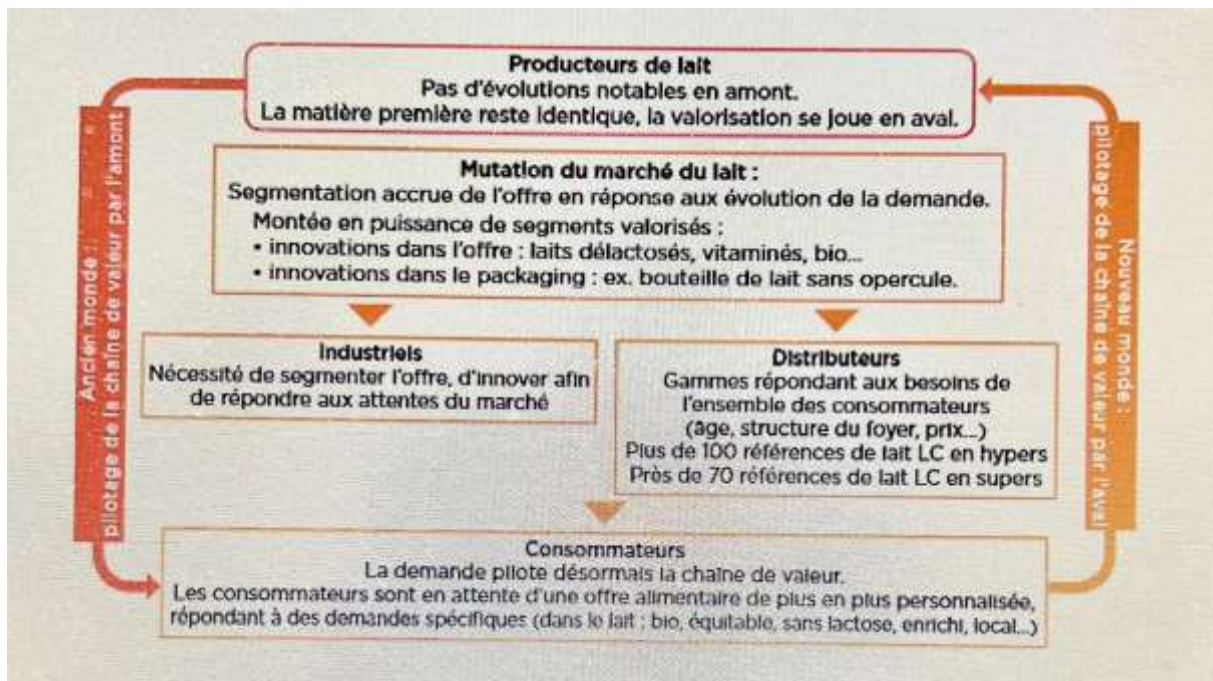 Producteurs de lait
Pas d'évolutions notables en amont.
La matière première reste identique, la valorisation se joue en aval.
Ancien monde :
pilotage de la chaîne de valeur par l'amont
Mutation du marché du lait :
Segmentation accrue de l'offre en réponse aux évolution de la demande.
Montée en puissance de segments valorisés :
• innovations dans l'offre : laits délactosés, vitaminés, bio...
• innovations dans le packaging : ex. bouteille de lait sans opercule.
Nouveau monde :
pilotage de la chaîne de valeur par l'aval
Industriels
Nécessité de segmenter l'offre, d'innover afin
de répondre aux attentes du marché
Distributeurs
Gammes répondant aux besoins de
l'ensemble des consommateurs
(âge, structure du foyer, prix...)
Plus de 100 références de lait LC en hypers
Près de 70 références de lait LC en supers
Consommateurs
La demande pilote désormais la chaîne de valeur.
Les consommateurs sont en attente d'une offre alimentaire de plus en plus personnalisée,
répondant à des demandes spécifiques (dans le lait : bio, équitable, sans lactose, enrichi, local...)